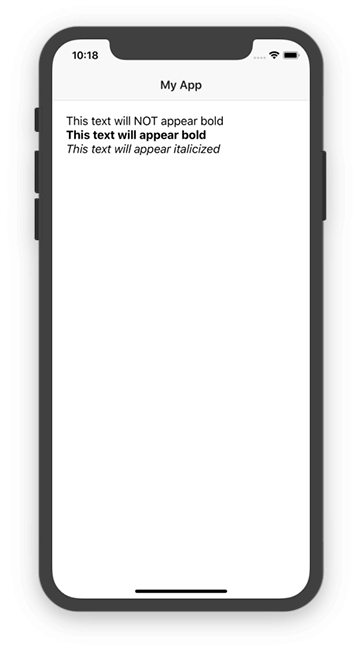 10:18
My App
This text will NOT appear bold
This text will appear bold
This text will appear italicized